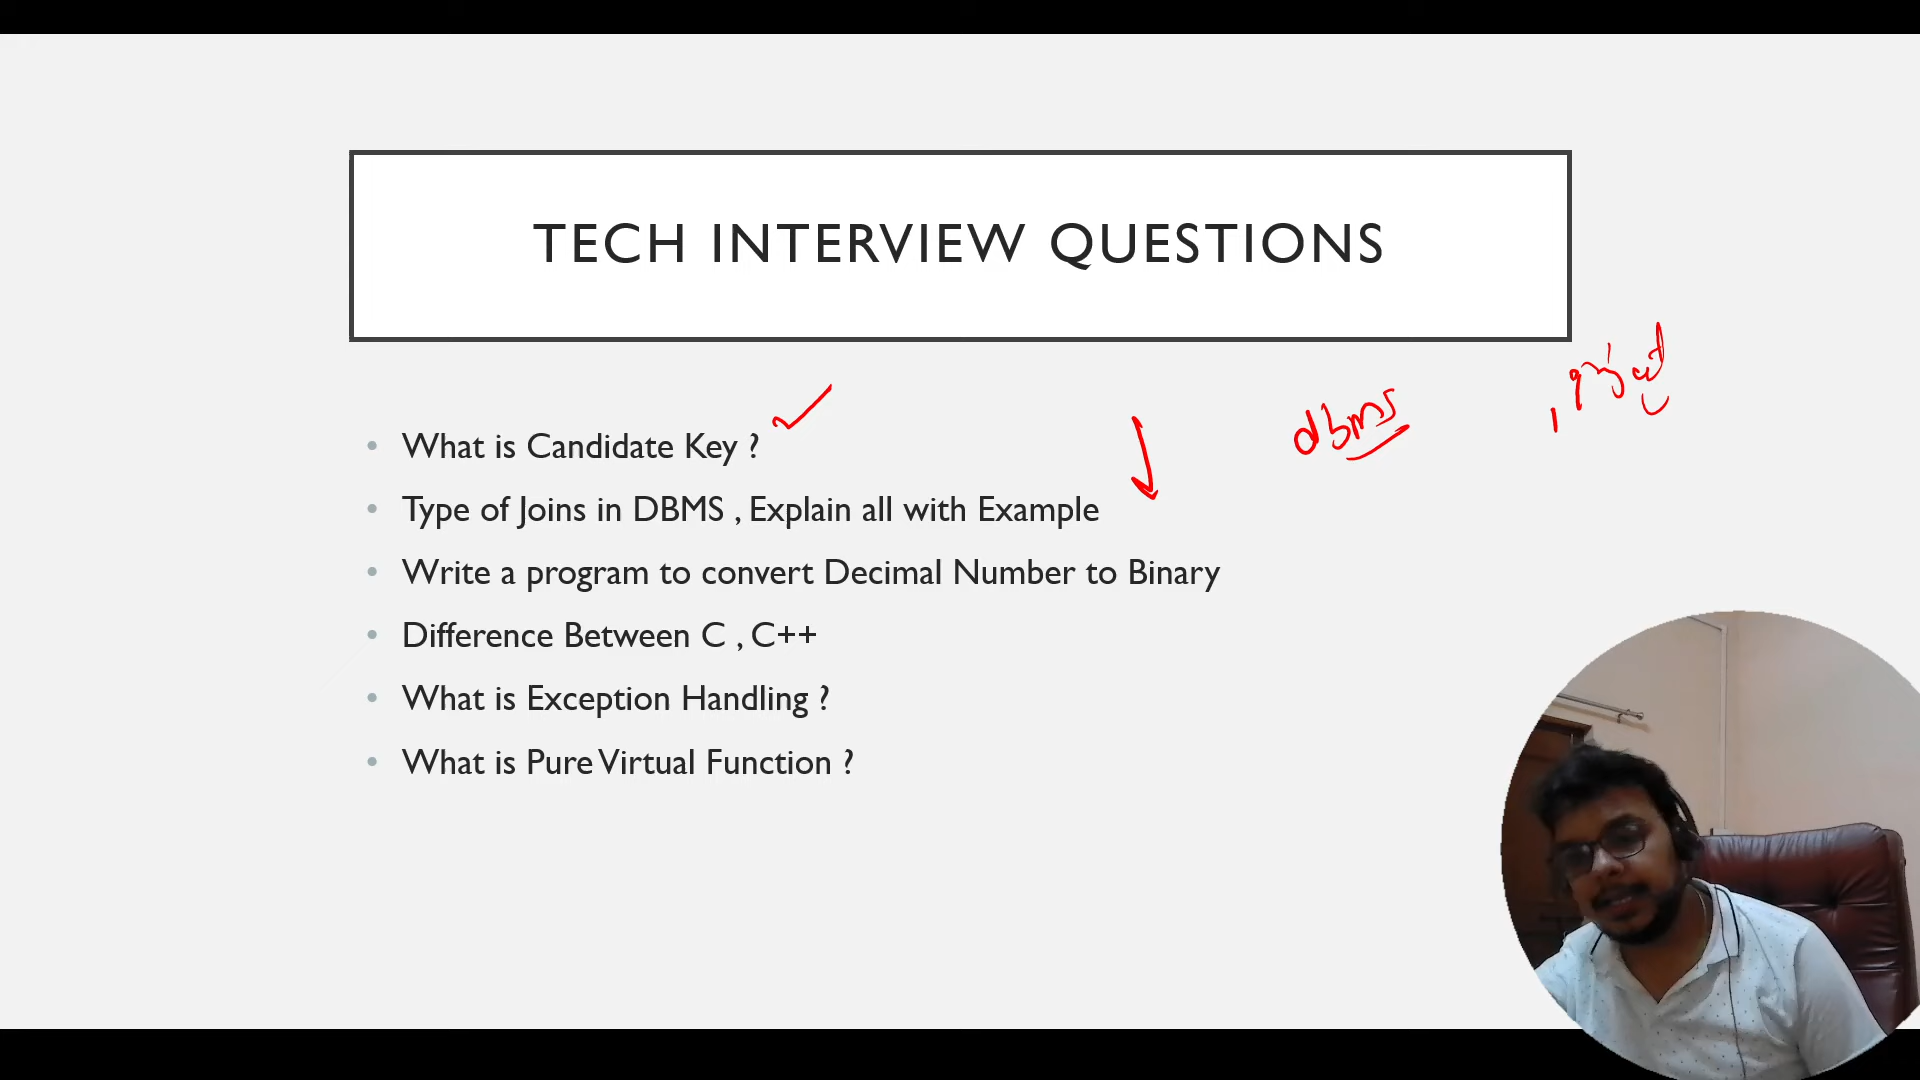 TECH INTERVIEW QUESTIONS
project
dbms
• What is Candidate Key ?
• Type of Joins in DBMS , Explain all with Example
• Write a program to convert Decimal Number to Binary
• Difference Between C , C++
• What is Exception Handling ?
• What is Pure Virtual Function ?